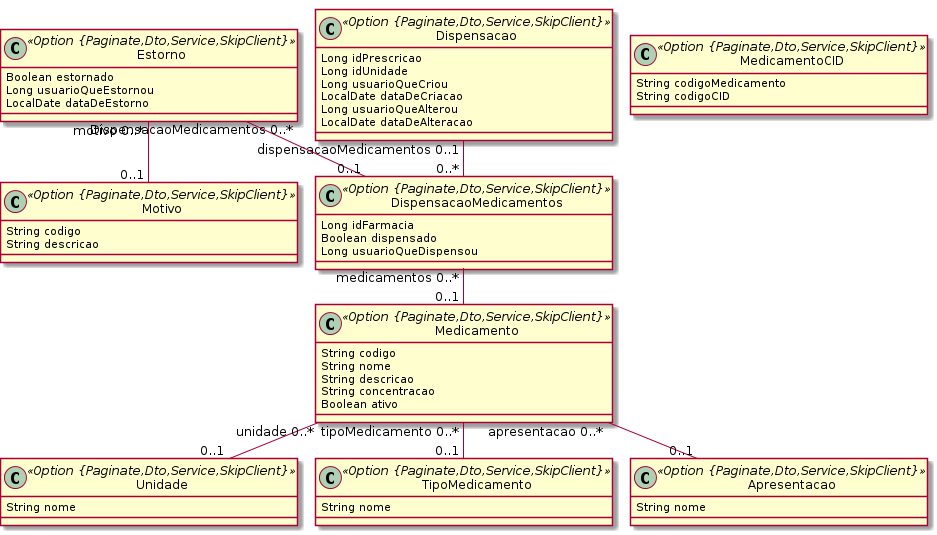 C «Option {Paginate,Dto,Service,SkipClient}»
Estorno
Boolean estornado
Long usuarioQueEstornou
LocalDate dataDeEstorno
C «Option {Paginate,Dto,Service,SkipClient}»
Dispensacao
Long idPrescricao
Long idUnidade
Long usuarioQueCriou
LocalDate dataDeCriacao
Long usuarioQueAlterou
LocalDate dataDeAlteracao
C «Option {Paginate,Dto,Service,SkipClient}»
MedicamentoCID
String codigoMedicamento
String codigoCID
motivo 0..*
DispensacaoMedicamentos 0..*
dispensacaoMedicamentos 0..1
0..1
0..1
0..*
C «Option {Paginate,Dto,Service,SkipClient}»
Motivo
String codigo
String descricao
C «Option {Paginate,Dto,Service,SkipClient}»
DispensacaoMedicamentos
Long idFarmacia
Boolean dispensado
Long usuarioQueDispensou
medicamentos 0..*
0..1
C «Option {Paginate,Dto,Service,SkipClient}»
Medicamento
String codigo
String nome
String descricao
String concentracao
Boolean ativo
unidade 0..*
tipoMedicamento 0..*
apresentacao 0..*
0..1
0..1
0..1
C «Option {Paginate,Dto,Service,SkipClient}»
Unidade
String nome
C «Option {Paginate,Dto,Service,SkipClient}»
TipoMedicamento
String nome
C «Option {Paginate,Dto,Service,SkipClient}»
Apresentacao
String nome